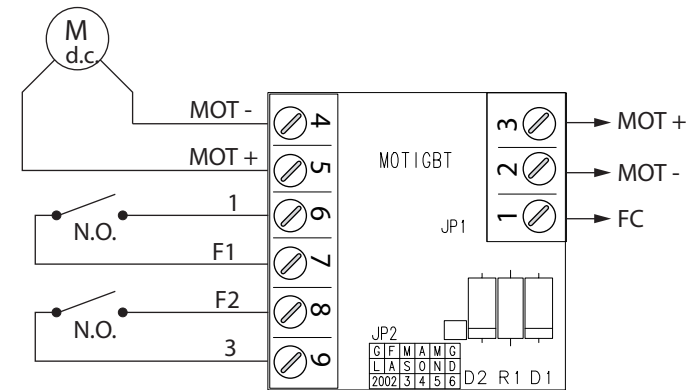 M
d.c.
MOT -
MOT +
1
N.O.
F1
F2
N.O.
3
4
5
6
7
8
9
MOTIGBT
JP1
3
2
1
MOT +
MOT -
FC
JP2
G F M A M G
L A S O N D
2002 3 4 5 6
D2 R1 D1